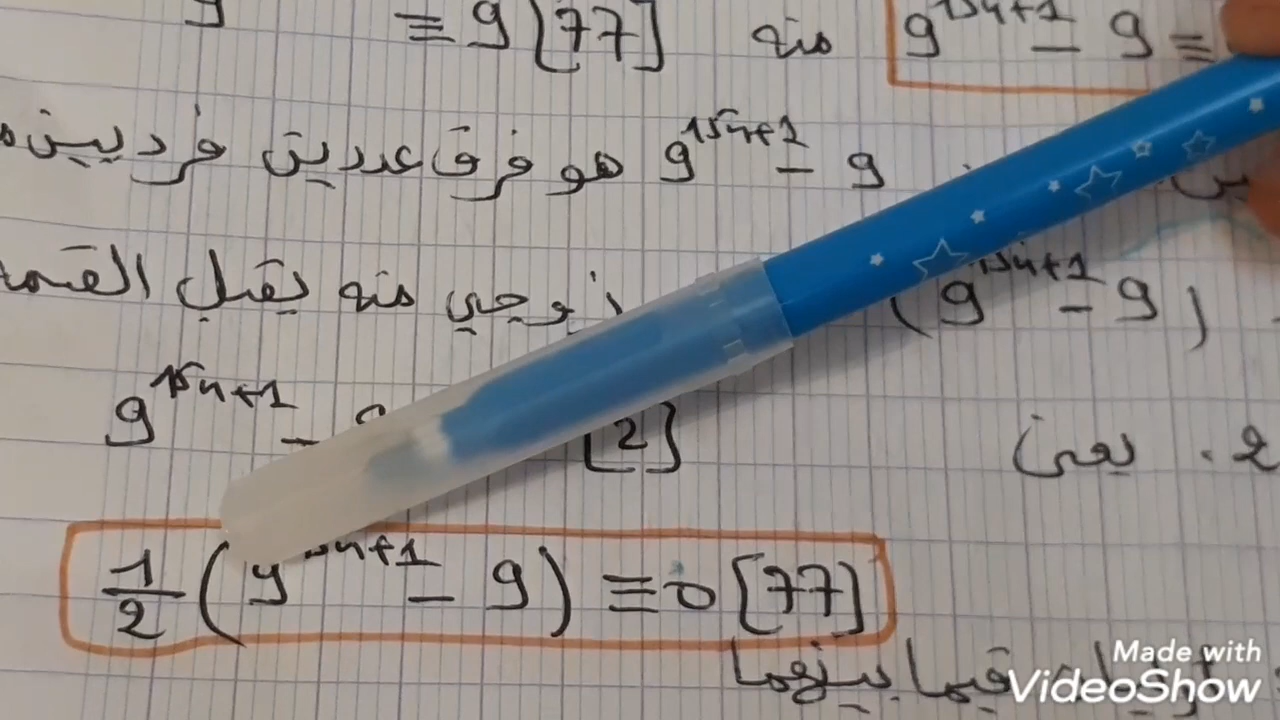 ≡ 9 [77] منه 9^{15n+1} - 9 ≡
9^{15n+1} - 9 هو فرق عددين فرديين
(9^{15n+1} - 9) زوجي منه يقبل القسمة
2. يعني 9^{15n+1} - [2]
1/2 (9^{15n+1} - 9) ≡ 0 [77]
Made with
VideoShow